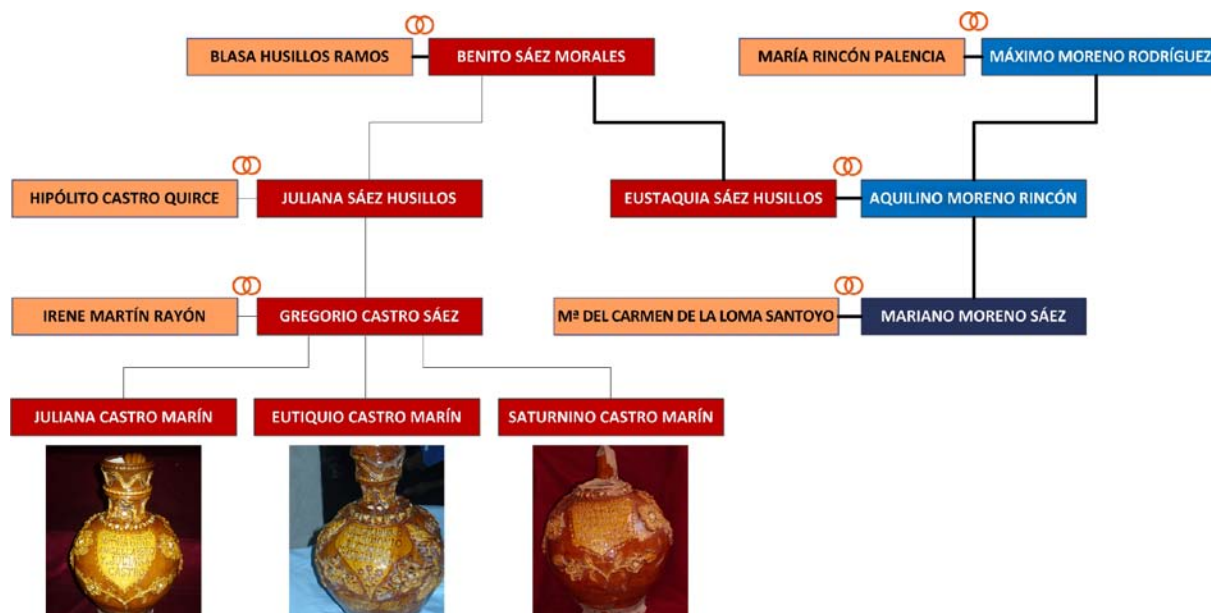 BLASA HUSILLOS RAMOS
BENITO SÁEZ MORALES
MARÍA RINCÓN PALENCIA
MÁXIMO MORENO RODRÍGUEZ
HIPÓLITO CASTRO QUIRCE
JULIANA SÁEZ HUSILLOS
EUSTAQUIA SÁEZ HUSILLOS
AQUILINO MORENO RINCÓN
IRENE MARTÍN RAYÓN
GREGORIO CASTRO SÁEZ
Mª DEL CARMEN DE LA LOMA SANTOYO
MARIANO MORENO SÁEZ
JULIANA CASTRO MARÍN
EUTIQUIO CASTRO MARÍN
SATURNINO CASTRO MARÍN